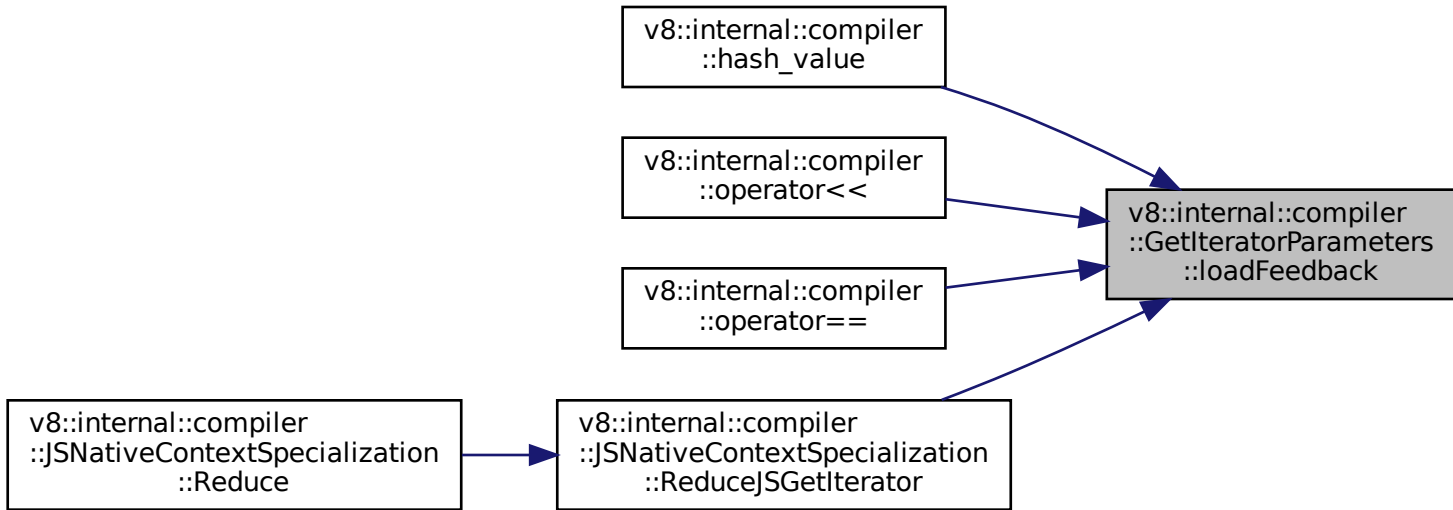 v8::internal::compiler
::hash_value
v8::internal::compiler
::operator<<
v8::internal::compiler
::operator==
v8::internal::compiler
::GetIteratorParameters
::loadFeedback
v8::internal::compiler
::JSNativeContextSpecialization
::Reduce
v8::internal::compiler
::JSNativeContextSpecialization
::ReduceJSGetIterator